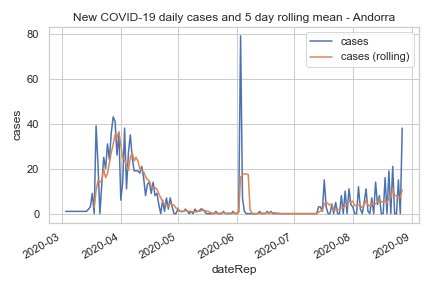 New COVID-19 daily cases and 5 day rolling mean - Andorra
cases
cases (rolling)
80
60
40
20
0
cases
2020-03
2020-04
2020-05
2020-06
2020-07
2020-08
2020-09
dateRep